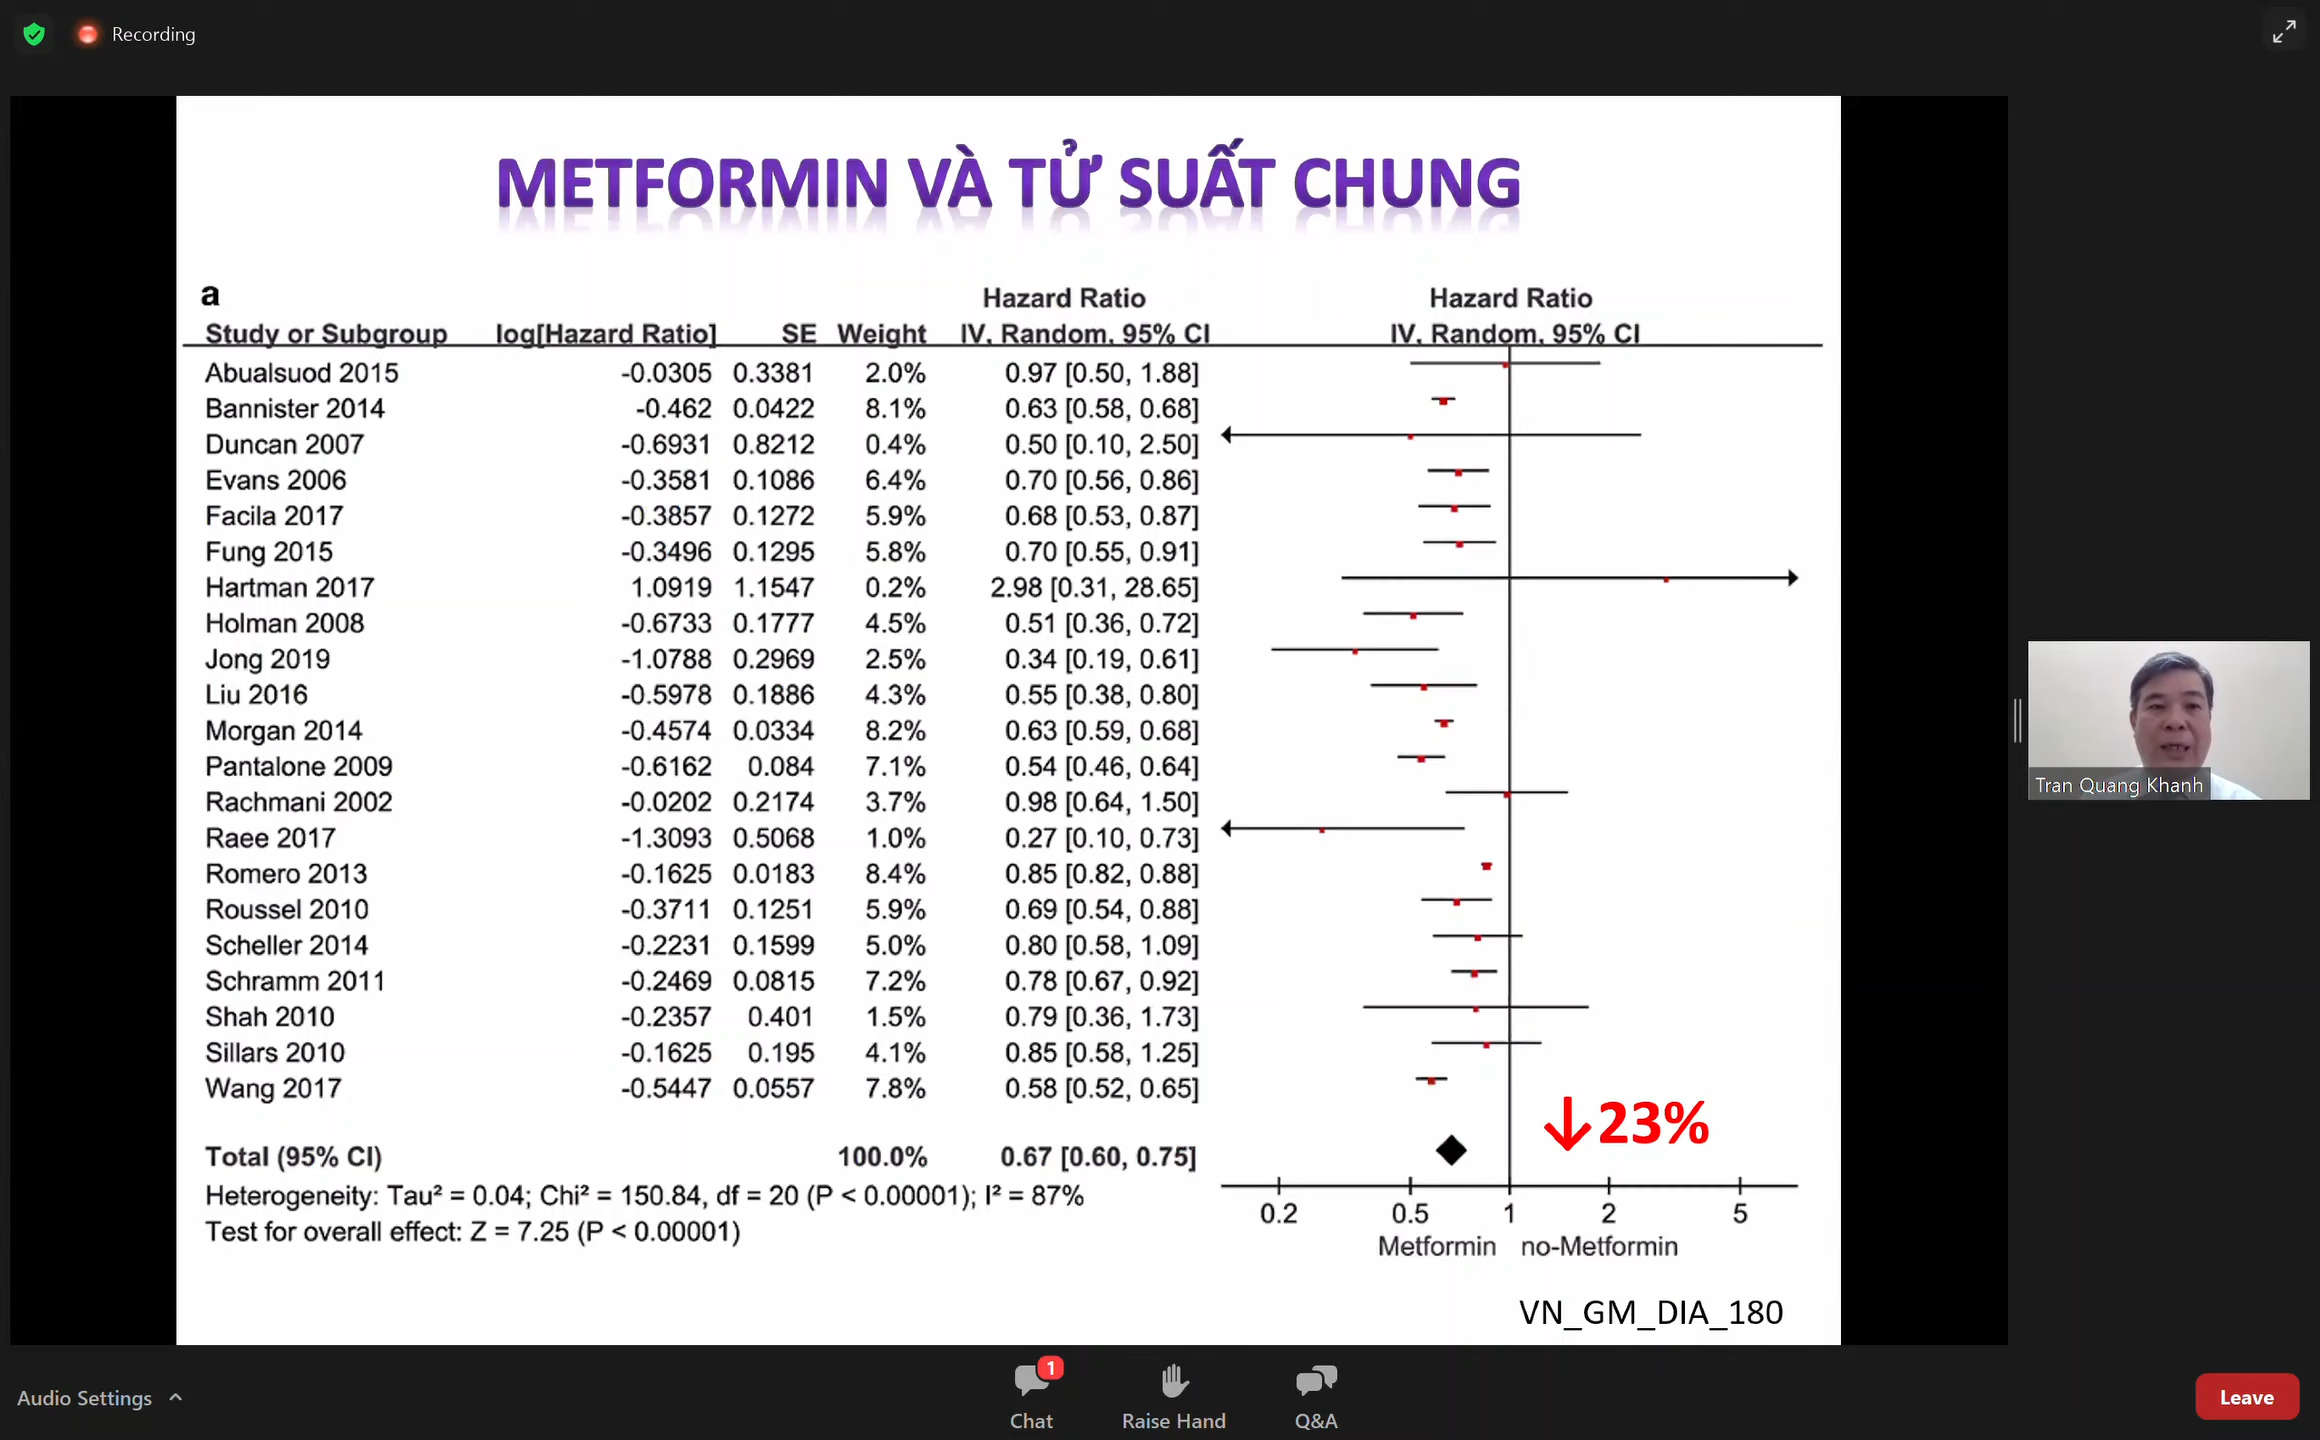 Recording
METFORMIN VÀ TỬ SUẤT CHUNG
a
Hazard Ratio Hazard Ratio
Study or Subgroup log[Hazard Ratio] SE Weight IV, Random, 95% CI IV, Random, 95% CI
Abualsuod 2015 -0.0305 0.3381 2.0% 0.97 [0.50, 1.88]
Bannister 2014 -0.462 0.0422 8.1% 0.63 [0.58, 0.68]
Duncan 2007 -0.6931 0.8212 0.4% 0.50 [0.10, 2.50]
Evans 2006 -0.3581 0.1086 6.4% 0.70 [0.56, 0.86]
Facila 2017 -0.3857 0.1272 5.9% 0.68 [0.53, 0.87]
Fung 2015 -0.3496 0.1295 5.8% 0.70 [0.55, 0.91]
Hartman 2017 1.0919 1.1547 0.2% 2.98 [0.31, 28.65]
Holman 2008 -0.6733 0.1777 4.5% 0.51 [0.36, 0.72]
Jong 2019 -1.0788 0.2969 2.5% 0.34 [0.19, 0.61]
Liu 2016 -0.5978 0.1886 4.3% 0.55 [0.38, 0.80]
Morgan 2014 -0.4574 0.0334 8.2% 0.63 [0.59, 0.68]
Pantalone 2009 -0.6162 0.084 7.1% 0.54 [0.46, 0.64]
Rachmani 2002 -0.0202 0.2174 3.7% 0.98 [0.64, 1.50]
Raee 2017 -1.3093 0.5068 1.0% 0.27 [0.10, 0.73]
Romero 2013 -0.1625 0.0183 8.4% 0.85 [0.82, 0.88]
Roussel 2010 -0.3711 0.1251 5.9% 0.69 [0.54, 0.88]
Scheller 2014 -0.2231 0.1599 5.0% 0.80 [0.58, 1.09]
Schramm 2011 -0.2469 0.0815 7.2% 0.78 [0.67, 0.92]
Shah 2010 -0.2357 0.401 1.5% 0.79 [0.36, 1.73]
Sillars 2010 -0.1625 0.195 4.1% 0.85 [0.58, 1.25]
Wang 2017 -0.5447 0.0557 7.8% 0.58 [0.52, 0.65]
↓23%
Total (95% CI) 100.0% 0.67 [0.60, 0.75]
Heterogeneity: Tau² = 0.04; Chi² = 150.84, df = 20 (P < 0.00001); I² = 87%
Test for overall effect: Z = 7.25 (P < 0.00001)
0.2 0.5 1 2 5
Metformin no-Metformin
VN_GM_DIA_180
Tran Quang Khanh
Audio Settings
1
Chat
Raise Hand
Q&A
Leave